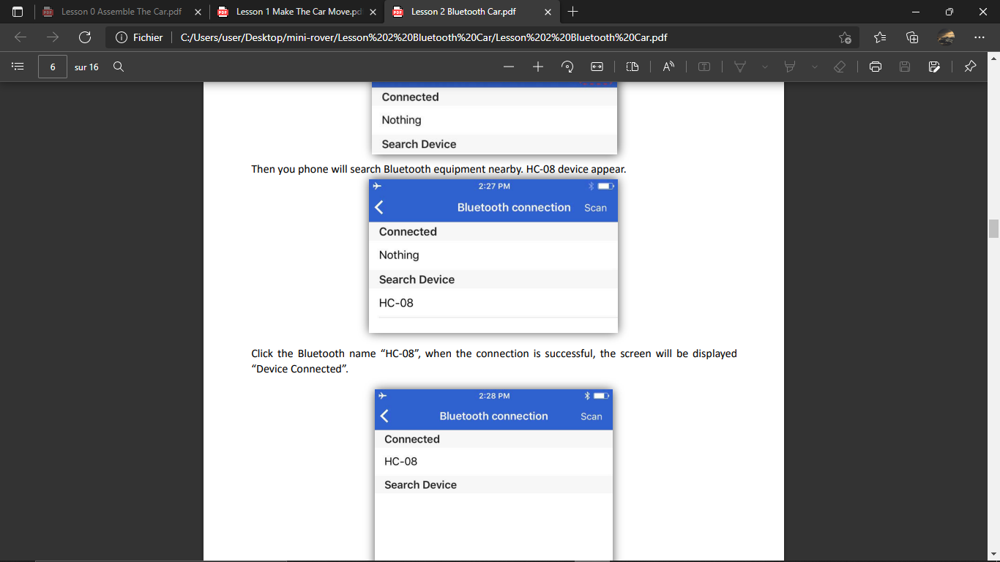 Lesson 0 Assemble The Car.pdf
Lesson 1 Make The Car Move.pd
Lesson 2 Bluetooth Car.pdf
Fichier
C:/Users/user/Desktop/mini-rover/Lesson%202%20Bluetooth%20Car/Lesson%202%20Bluetooth%20Car.pdf
6 sur 16
Connected
Nothing
Search Device
Then you phone will search Bluetooth equipment nearby. HC-08 device appear.
2:27 PM
Bluetooth connection Scan
Connected
Nothing
Search Device
HC-08
Click the Bluetooth name “HC-08”, when the connection is successful, the screen will be displayed
“Device Connected”.
2:28 PM
Bluetooth connection Scan
Connected
HC-08
Search Device